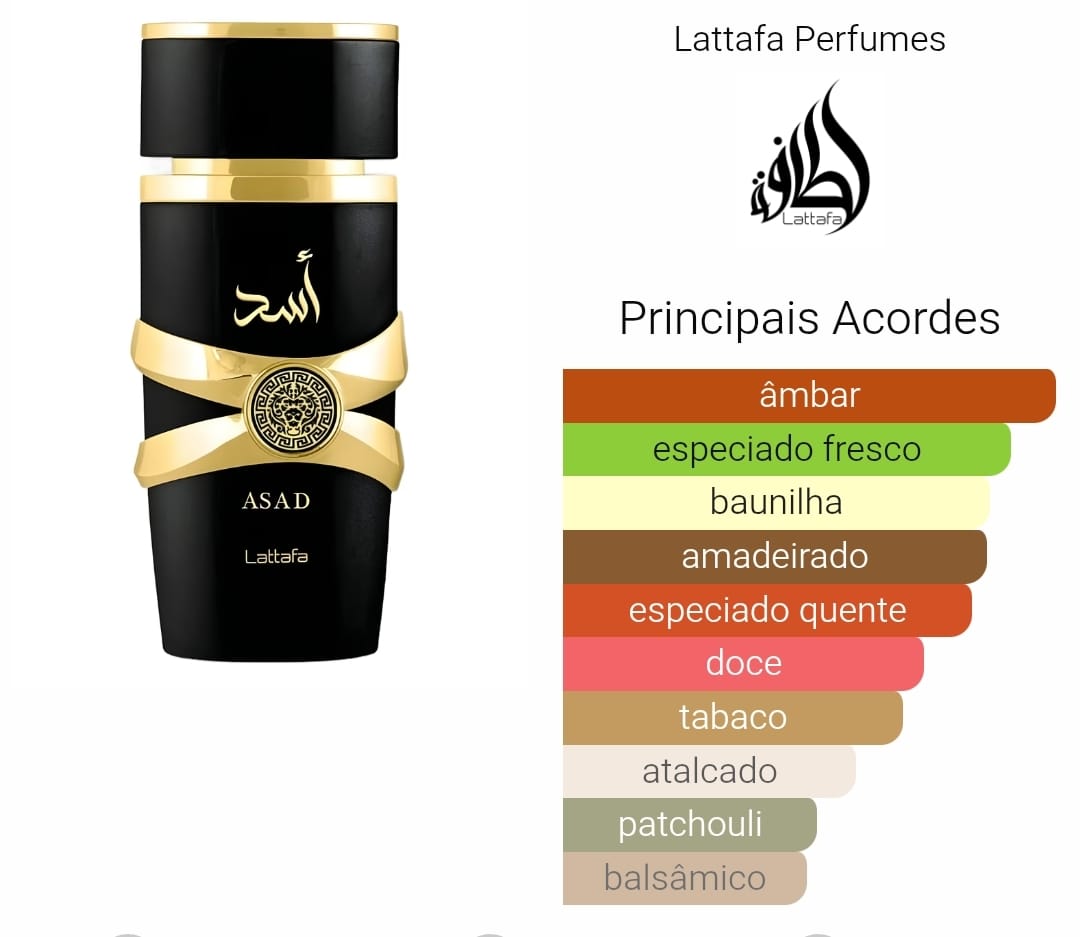 أسد
ASAD
Lattafa
Lattafa Perfumes
لطافة
Lattafa
Principais Acordes
âmbar
especiado fresco
baunilha
amadeirado
especiado quente
doce
tabaco
atalcado
patchouli
balsâmico